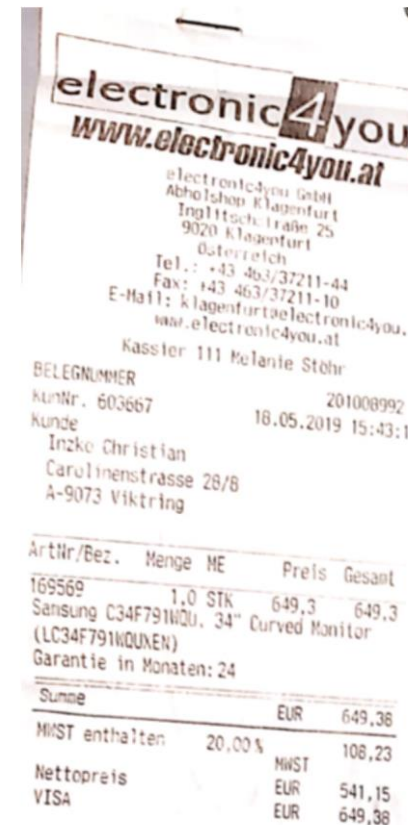 electronic4you
www.electronic4you.at
electronic4you GmbH
Abholshop Klagenfurt
Inglitschstraße 25
9020 Klagenfurt
Österreich
Tel.: +43 463/37211-44
Fax: +43 463/37211-10
E-Mail: klagenfurt@electronic4you.
www.electronic4you.at
Kassier 111 Melanie Stöhr
BELEGNUMMER 201008992
KunNr. 603667 18.05.2019 15:43:1
Kunde
Inzko Christian
Carolinenstrasse 28/8
A-9073 Viktring
ArtNr/Bez. Menge ME Preis Gesamt
169569 1,0 STK 649,3 649,3
Samsung C34F791WQU, 34" Curved Monitor
(LC34F791WQUXEN)
Garantie in Monaten: 24
Summe EUR 649,38
MWST enthalten 20,00 % 108,23
MWST
Nettopreis EUR 541,15
VISA EUR 649,38